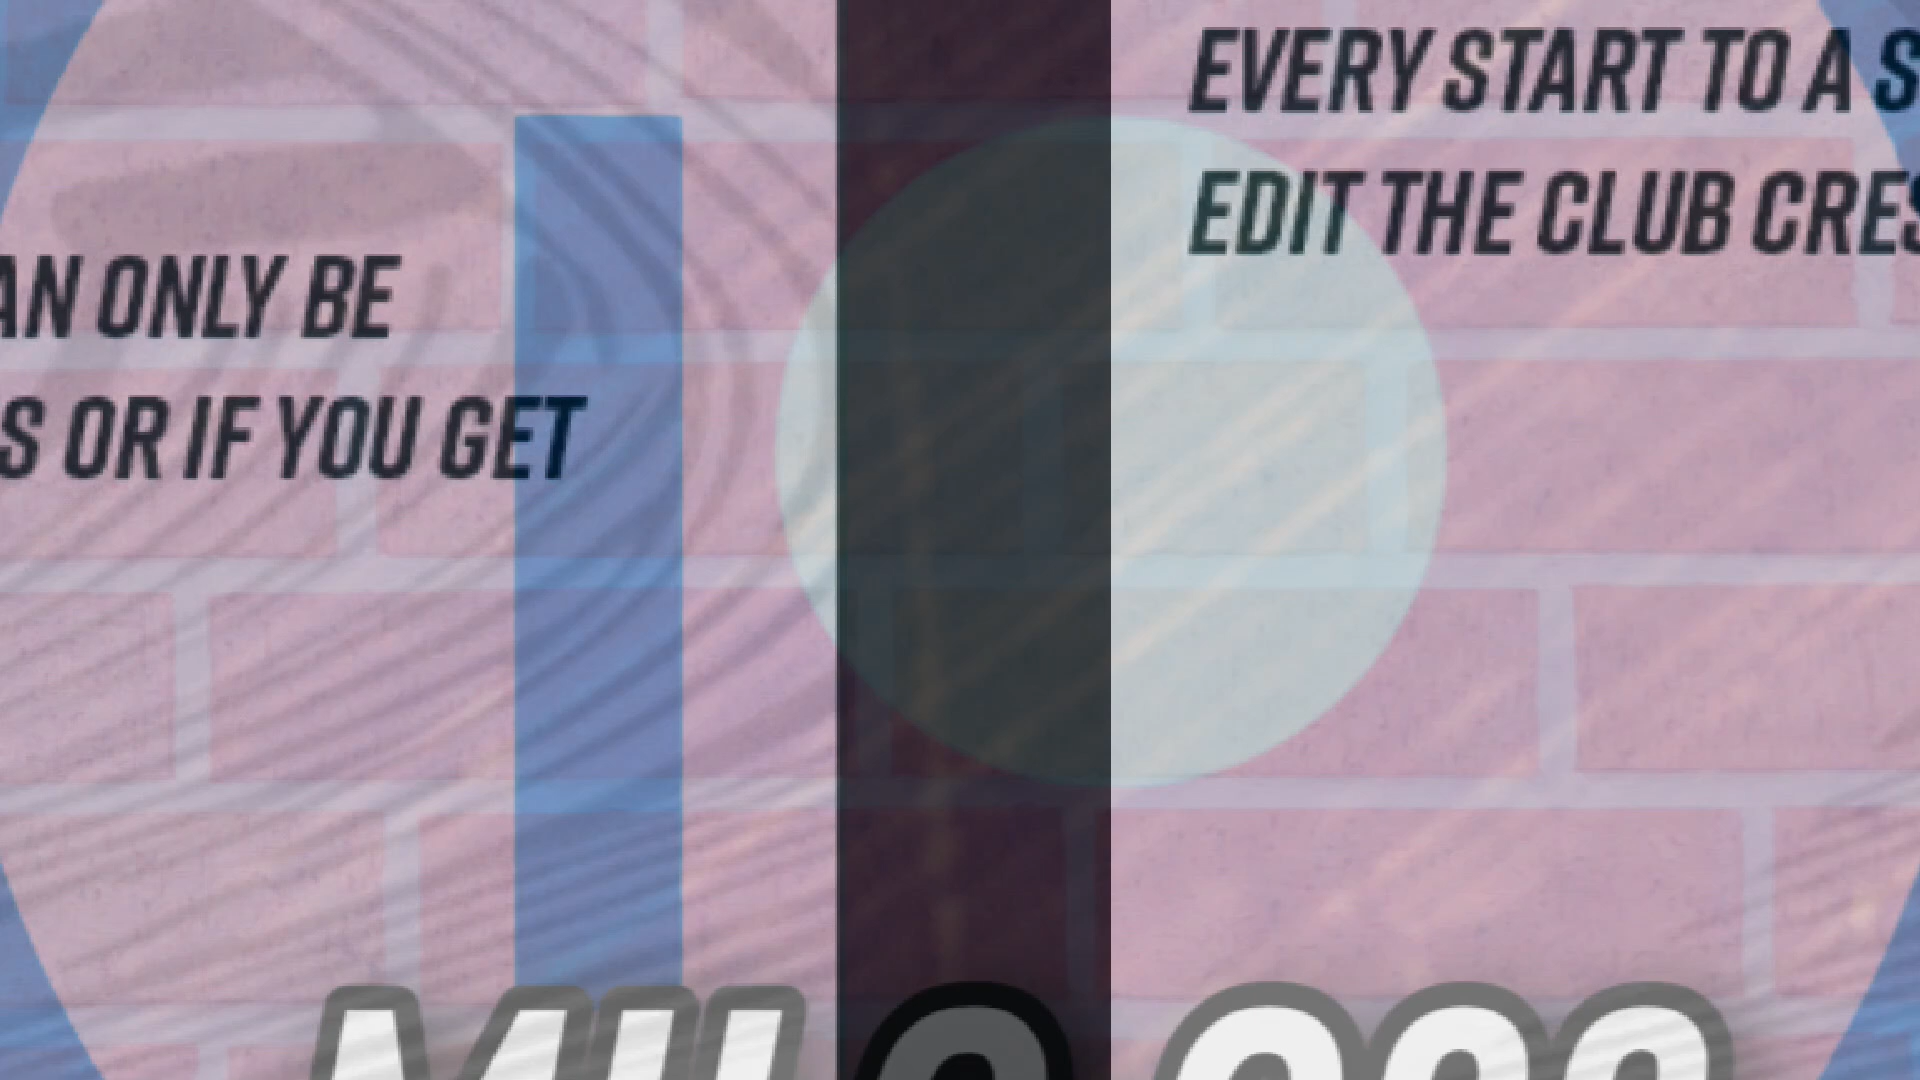 EVERY START TO A S
EDIT THE CLUB CRES
AN ONLY BE
S OR IF YOU GET